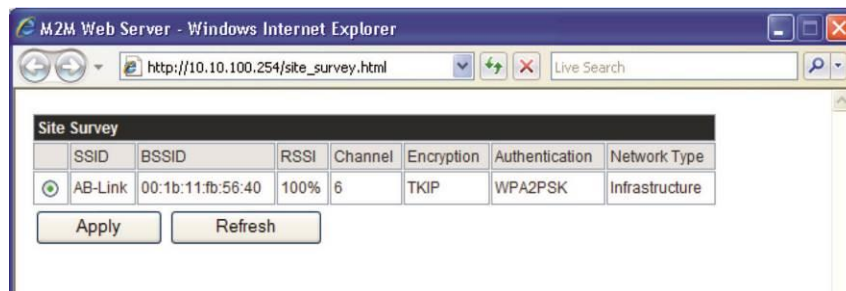 M2M Web Server - Windows Internet Explorer
http://10.10.100.254/site_survey.html Live Search
Site Survey
SSID BSSID RSSI Channel Encryption Authentication Network Type
AB-Link 00:1b:11:fb:56:40 100% 6 TKIP WPA2PSK Infrastructure
Apply Refresh